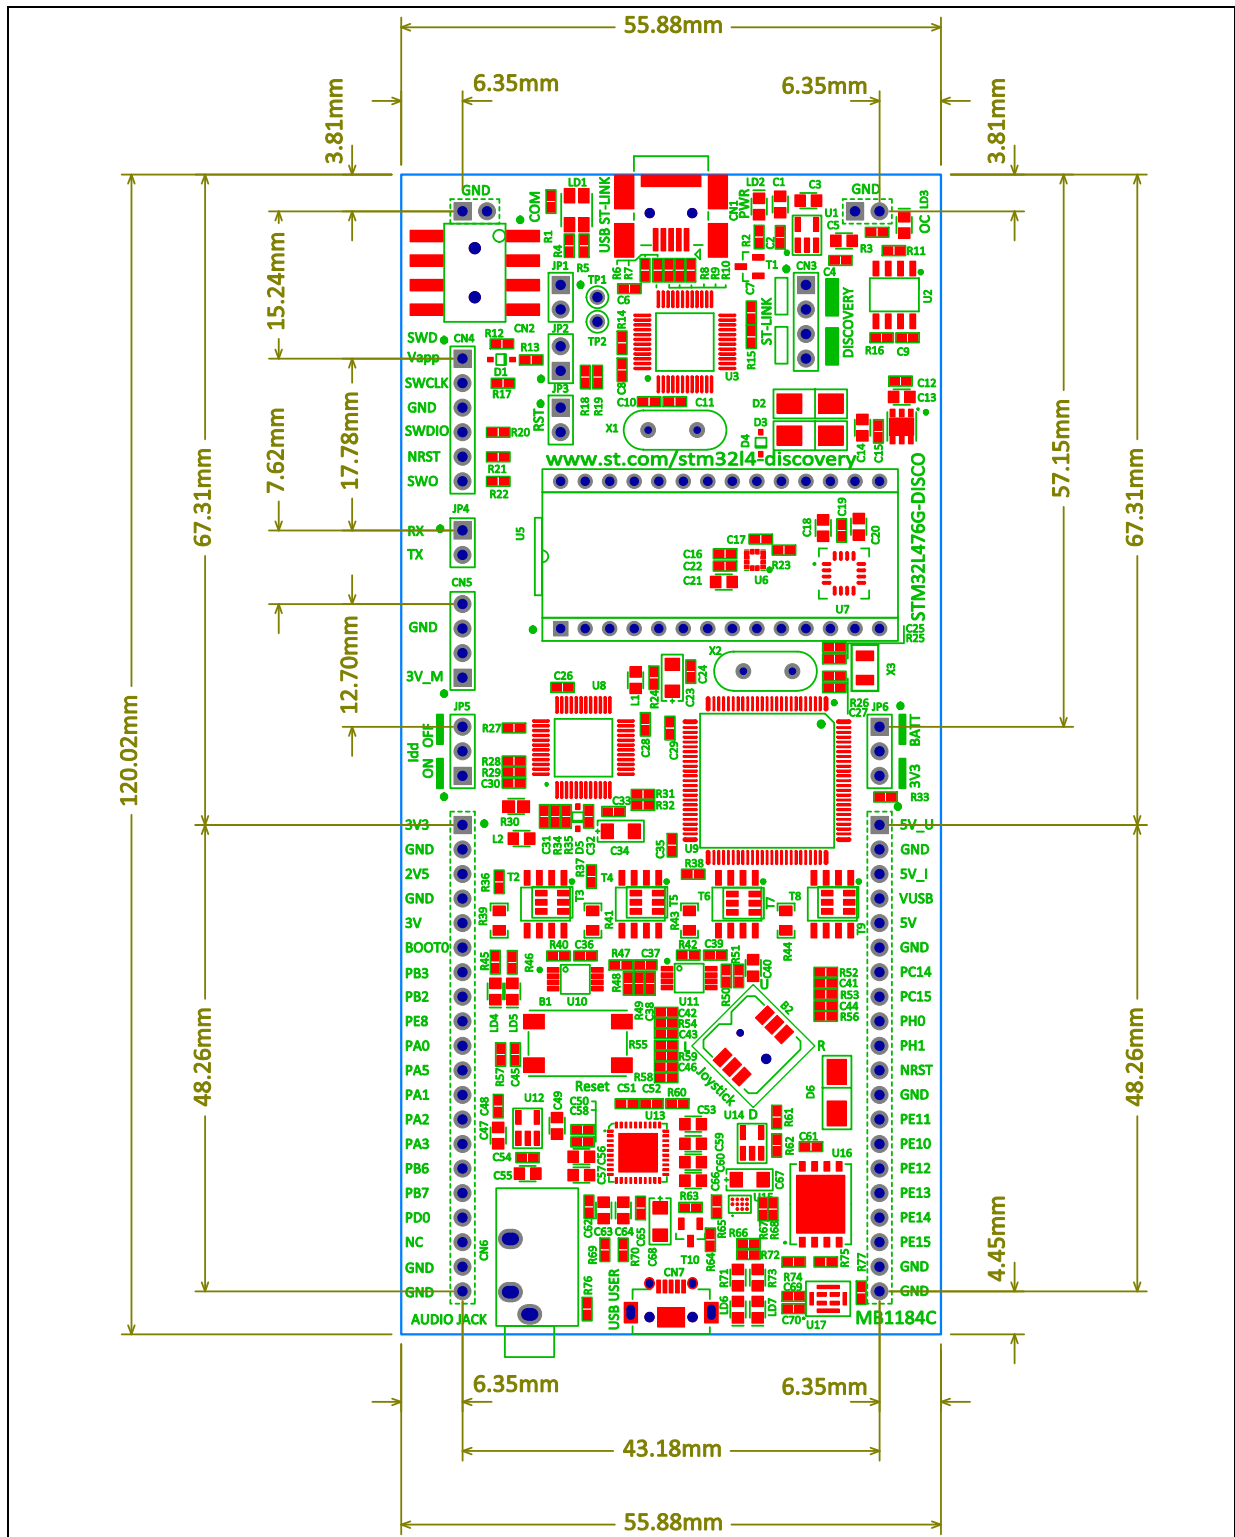 55.88mm
6.35mm
6.35mm
3.81mm
3.81mm
GND
COM
LD1
USB ST-LINK
CN1
PWR
LD2
C1
C3
GND
LD3
OC
U1
R1
R4
R5
R2
C2
C5
R3
R11
R6
R7
R8
R9
R10
T1
CN3
C4
JP1
TP1
C6
C7
U2
15.24mm
CN2
SWD
CN4
R12
R13
JP2
TP2
R14
ST-LINK
DISCOVERY
R15
R16
C9
Vapp
D1
U3
SWCLK
R17
R18
R19
C8
C12
C13
JP3
RST
C10
C11
D2
GND
X1
D3
D4
SWDIO
R20
C14
C15
NRST
R21
www.st.com/stm32l4-discovery
SWO
R22
67.31mm
7.62mm
17.78mm
57.15mm
67.31mm
STM32L476G-DISCO
JP4
RX
TX
U5
C17
C18
C19
C20
C16
C22
C21
U6
R23
U7
CN5
GND
3V_M
12.70mm
C25
R25
X2
X3
C26
U8
L1
R24
C23
C24
R26
C27
JP5
JP6
Idd
OFF
ON
BATT
3V3
R27
C28
C29
R28
R29
C30
R33
120.02mm
R30
R31
R32
C33
3V3
L2
C31
R34
R35
D5
C32
C34
C35
U9
5V_U
GND
GND
2V5
R36
R37
R38
5V_I
T2
T3
T4
T5
T6
T7
T8
T9
GND
VUSB
3V
R39
R41
R43
R44
5V
BOOT0
R40
C36
R47
C37
R42
C39
R51
GND
PB3
R45
R46
R48
R50
C40
R52
PC14
C41
PB2
B1
U10
U11
U
B2
R53
PC15
C44
PE8
LD4
LD5
R49
C38
C42
R54
C43
R56
PH0
PA0
R55
L
R
PH1
R59
C46
R58
PA5
R57
C45
Reset
Joystick
D6
NRST
PA1
C48
U12
C49
C50
C58
C51
C52
R60
GND
48.26mm
48.26mm
PA2
C47
U13
C53
U14
D
R61
PE11
PA3
C54
C56
C59
C60
R62
C61
U16
PE10
PB6
C55
C57
C66
C67
PE12
PB7
R63
U15
PE13
PD0
C62
C63
C64
C65
R65
R67
R68
PE14
NC
CN6
R69
R70
C68
T10
R64
R66
R72
R75
PE15
4.45mm
GND
R76
USB USER
CN7
R71
R73
R74
C69
R77
GND
GND
LD6
LD7
C70
U17
GND
AUDIO JACK
MB1184C
6.35mm
6.35mm
43.18mm
55.88mm